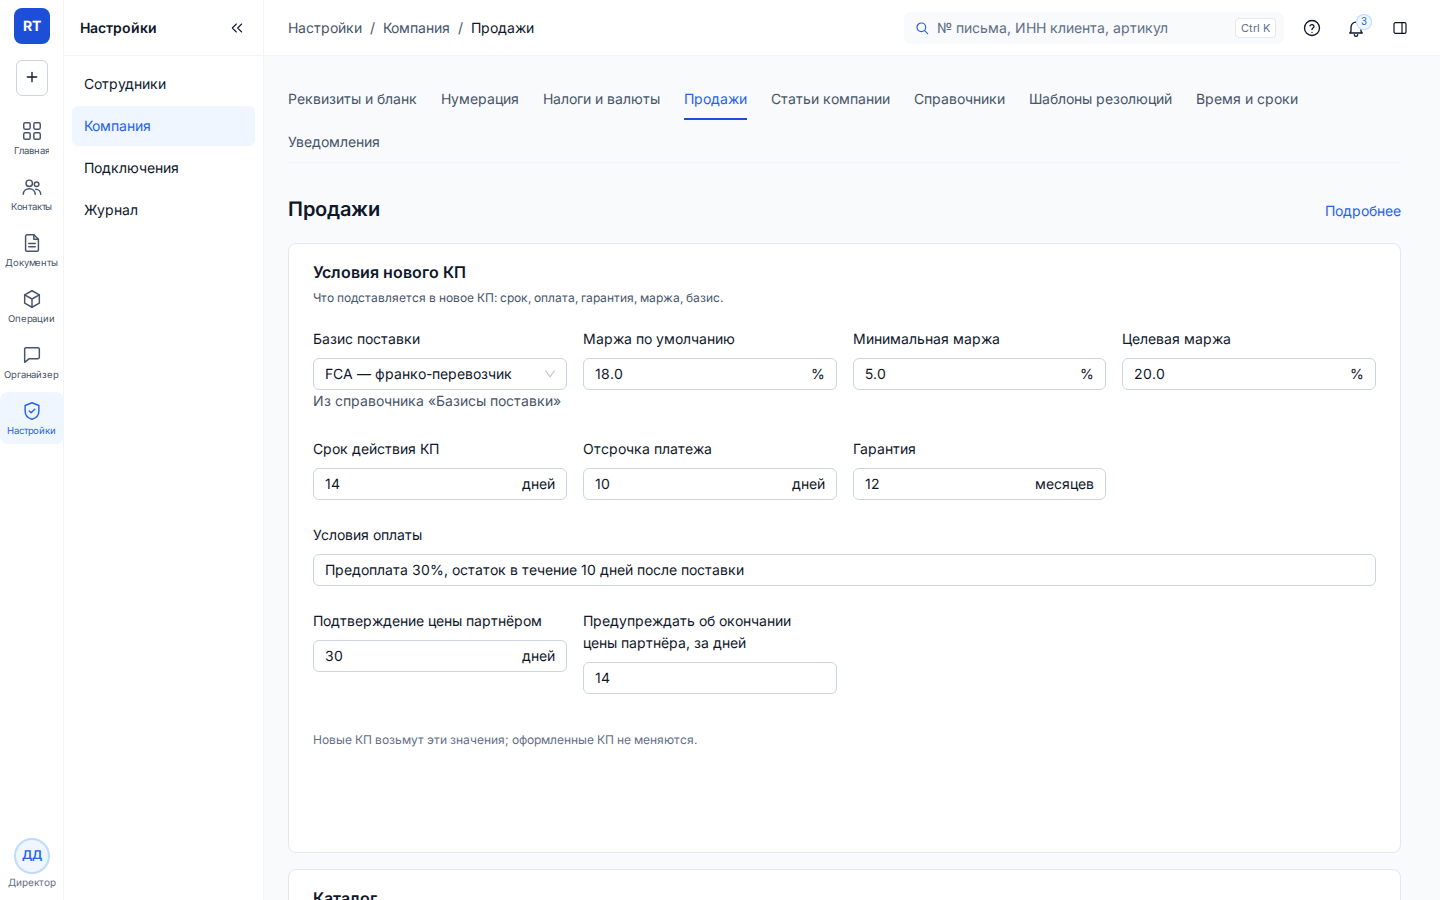 RT
Настройки
Настройки / Компания / Продажи
№ письма, ИНН клиента, артикул
Ctrl K
3
Главная
Контакты
Документы
Операции
Органайзер
Настройки
ДД
Директор
Сотрудники
Компания
Подключения
Журнал
Реквизиты и бланк
Нумерация
Налоги и валюты
Продажи
Статьи компании
Справочники
Шаблоны резолюций
Время и сроки
Уведомления
Продажи
Подробнее
Условия нового КП
Что подставляется в новое КП: срок, оплата, гарантия, маржа, базис.
Базис поставки
Маржа по умолчанию
Минимальная маржа
Целевая маржа
FCA — франко-перевозчик
18.0 %
5.0 %
20.0 %
Из справочника «Базисы поставки»
Срок действия КП
Отсрочка платежа
Гарантия
14 дней
10 дней
12 месяцев
Условия оплаты
Предоплата 30%, остаток в течение 10 дней после поставки
Подтверждение цены партнёром
Предупреждать об окончании
цены партнёра, за дней
30 дней
14
Новые КП возьмут эти значения; оформленные КП не меняются.
Каталог